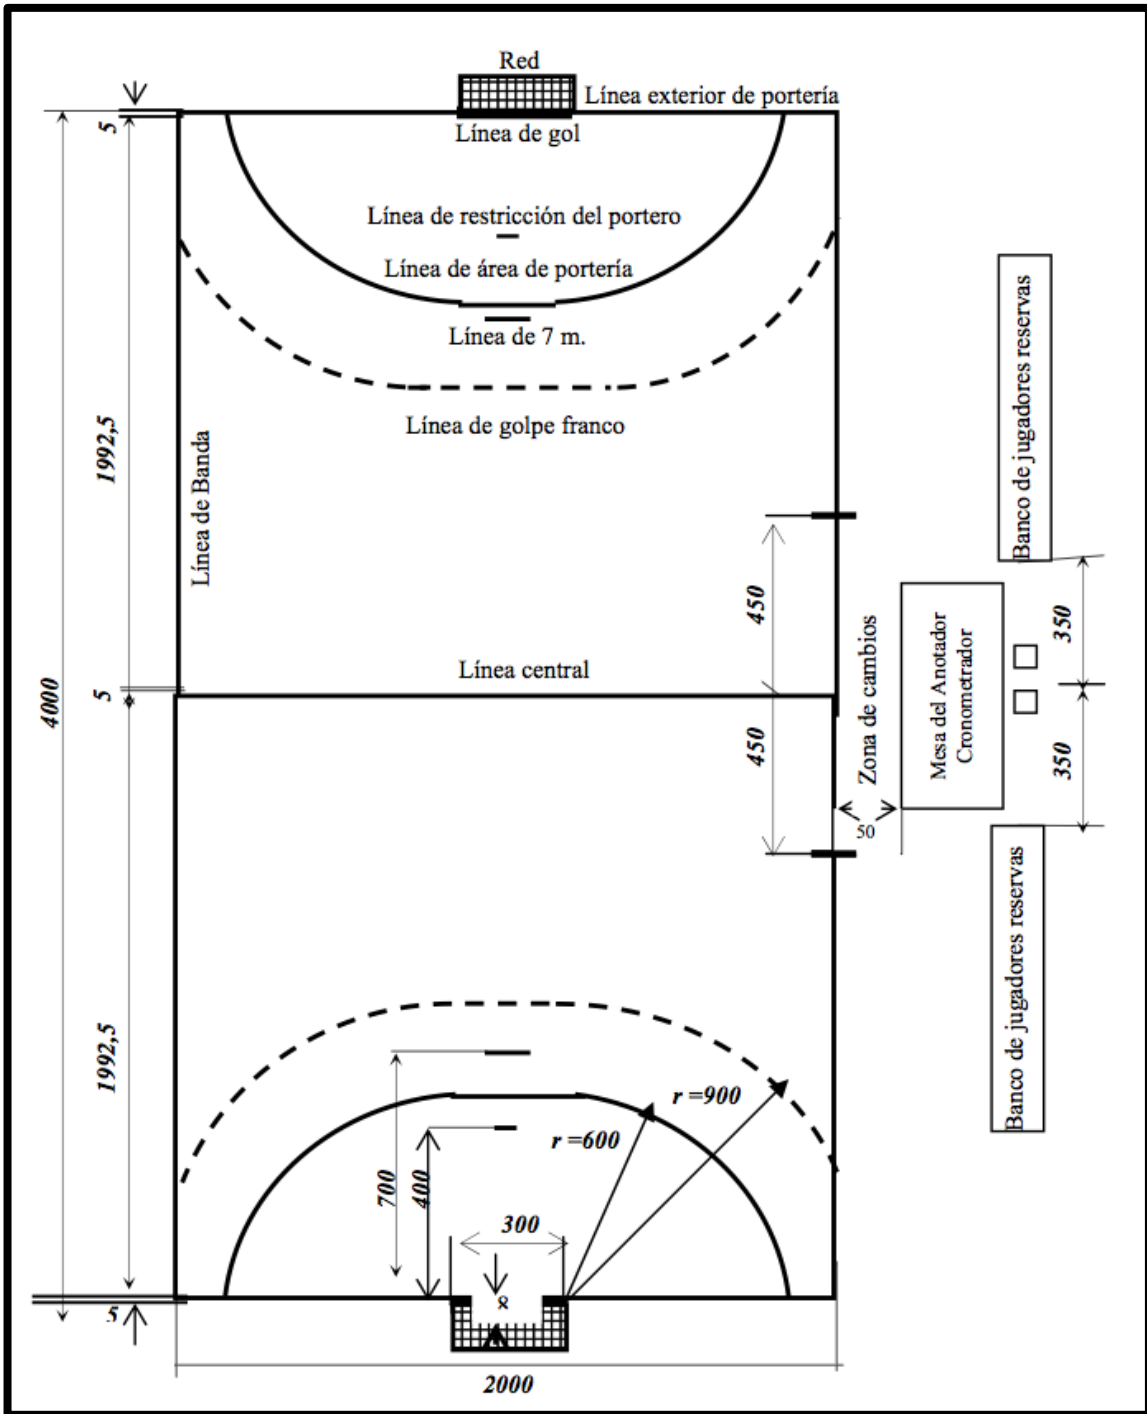 Red
Línea exterior de portería
5
Línea de gol
Línea de restricción del portero
Línea de área de portería
Línea de 7 m.
Línea de golpe franco
1992,5
Línea de Banda
Banco de jugadores reservas
450
350
Línea central
4000
5
450
Zona de cambios
Mesa del Anotador
Cronometrador
350
50
Banco de jugadores reservas
1992,5
r =900
r =600
700
400
300
8
5
2000